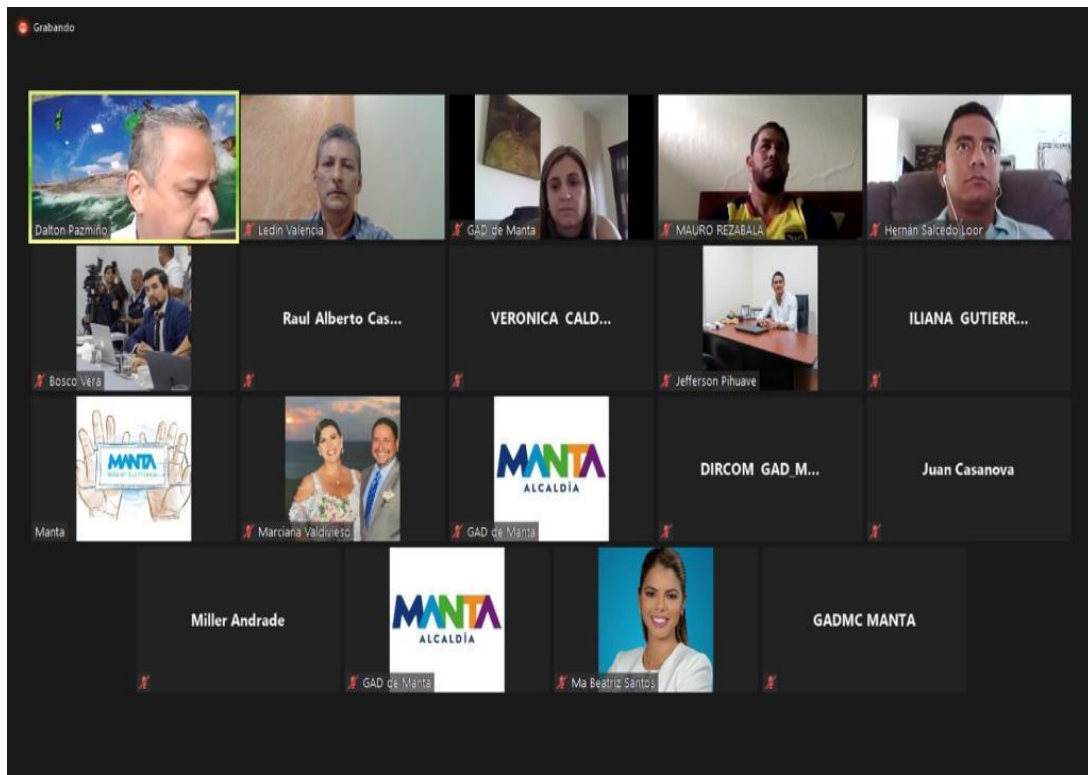 Grabando
Dalton Pazmiño
Ledin Valencia
GAD de Manta
MAURO REZABALA
Hernán Salcedo Loor
Bosco Vera
Raul Alberto Cas...
VERONICA CALD...
Jefferson Pihuave
ILIANA GUTIERR...
MANTA
Manta
Marciana Valdivieso
MANTA
ALCALDÍA
GAD de Manta
DIRCOM GAD_M...
Juan Casanova
Miller Andrade
MANTA
ALCALDÍA
GAD de Manta
Ma Beatriz Santos
GADMC MANTA